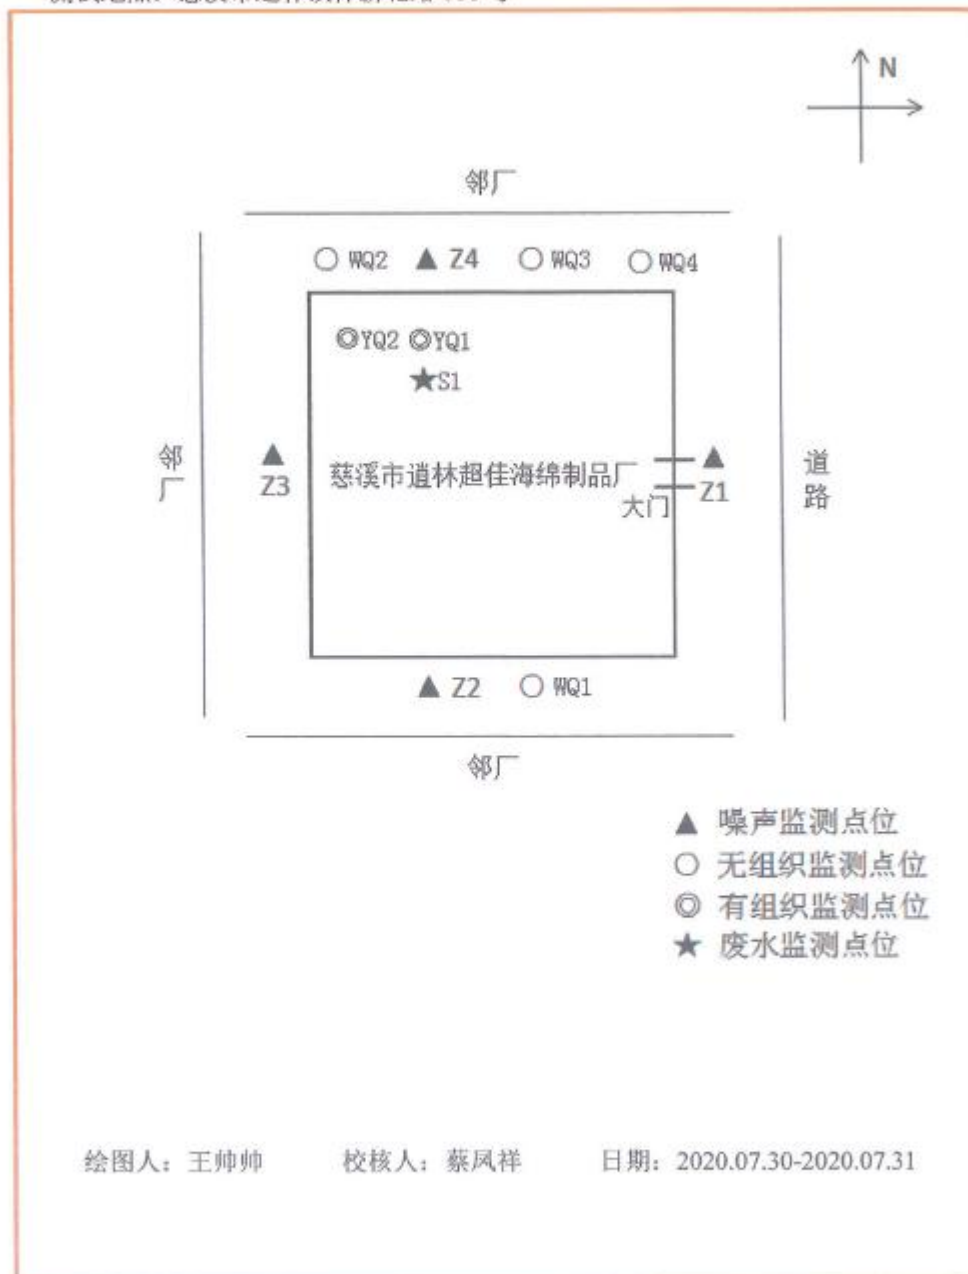 N
邻厂
○ WQ2 ▲ Z4 ○ WQ3 ○ WQ4
◎YQ2 ◎YQ1
★S1
邻厂
▲ Z3
慈溪市逍林超佳海绵制品厂
大门
▲ Z1
道路
▲ Z2 ○ WQ1
邻厂
▲ 噪声监测点位
○ 无组织监测点位
◎ 有组织监测点位
★ 废水监测点位
绘图人：王帅帅 校核人：蔡凤祥 日期：2020.07.30-2020.07.31